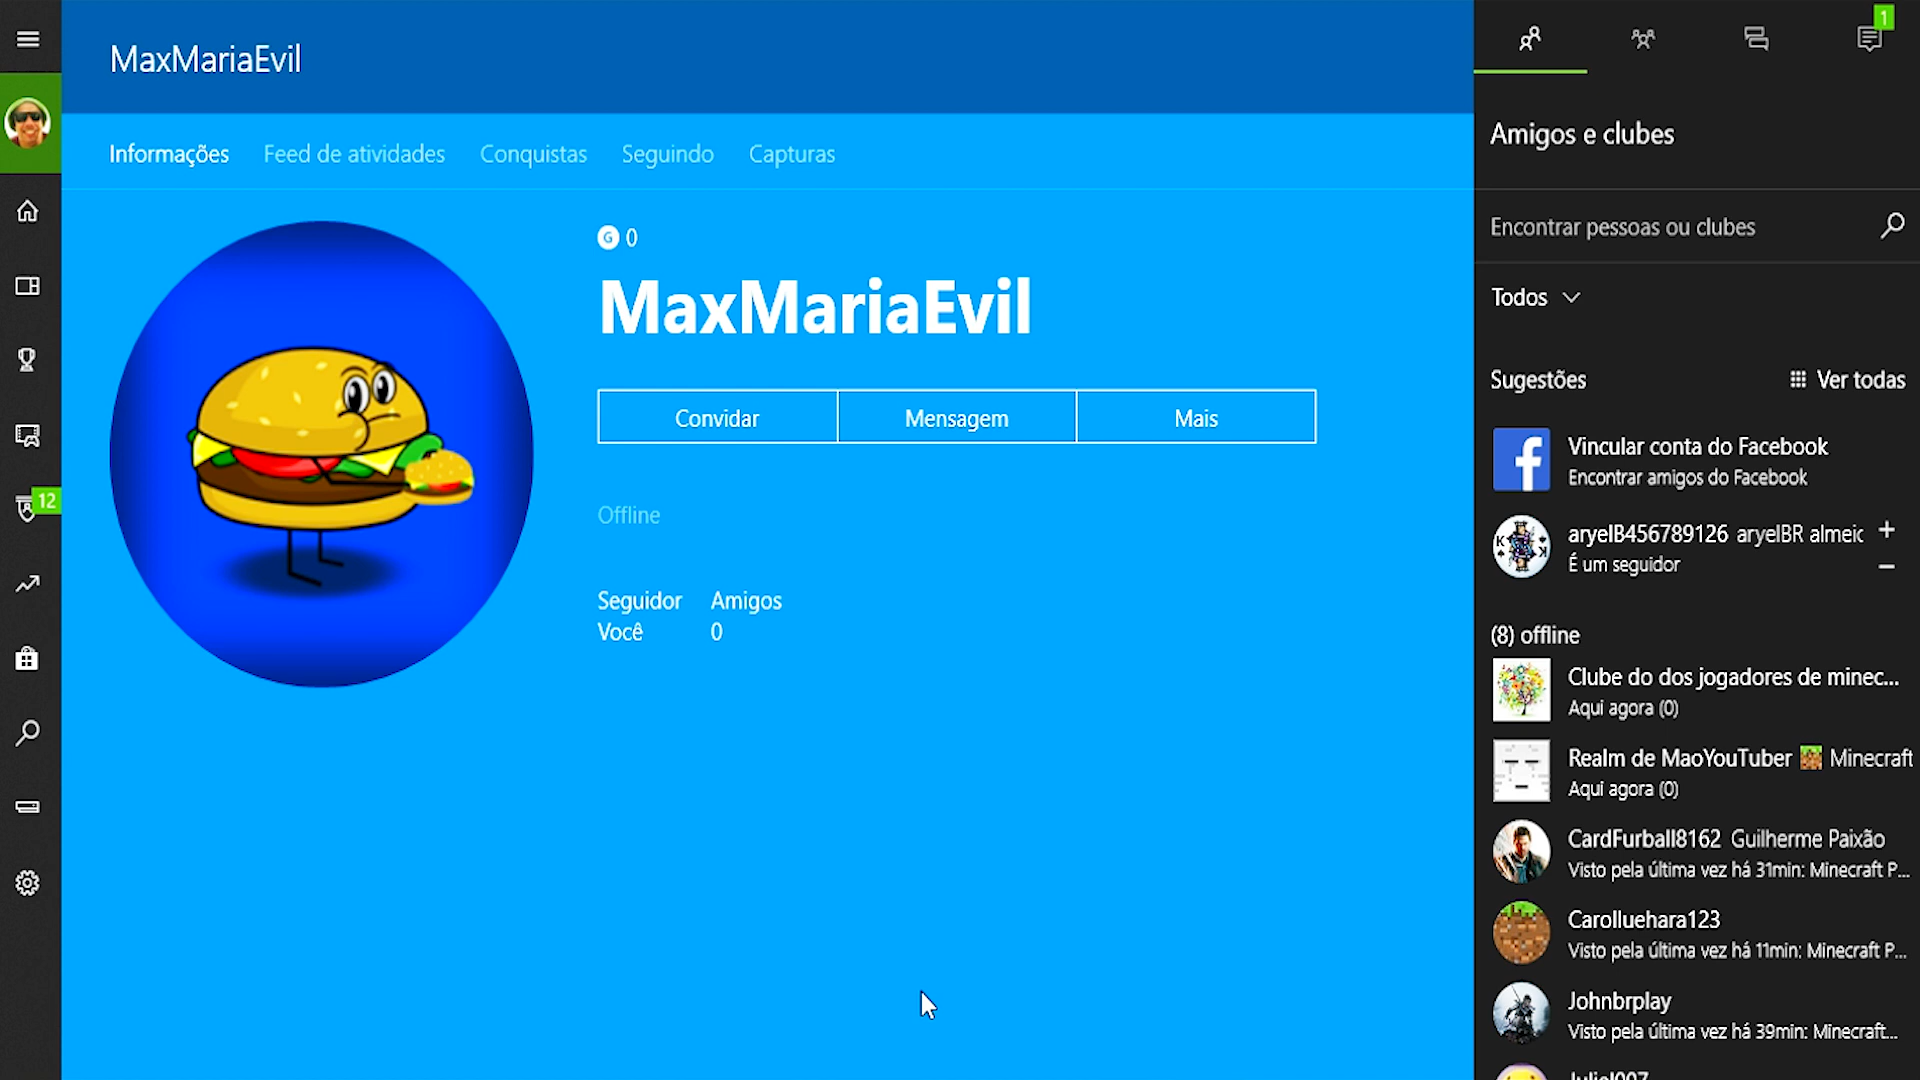 MaxMariaEvil
Informações Feed de atividades Conquistas Seguindo Capturas
G 0
MaxMariaEvil
Convidar Mensagem Mais
Offline
Seguidor Amigos
Você 0
12
1
Amigos e clubes
Encontrar pessoas ou clubes
Todos
Sugestões Ver todas
Vincular conta do Facebook
Encontrar amigos do Facebook
aryelB456789126 aryelBR almeic
É um seguidor
(8) offline
Clube do dos jogadores de minec...
Aqui agora (0)
Realm de MaoYouTuber Minecraft
Aqui agora (0)
CardFurball8162 Guilherme Paixão
Visto pela última vez há 31min: Minecraft P...
Carolluehara123
Visto pela última vez há 11min: Minecraft P...
Johnbrplay
Visto pela última vez há 39min: Minecraft...